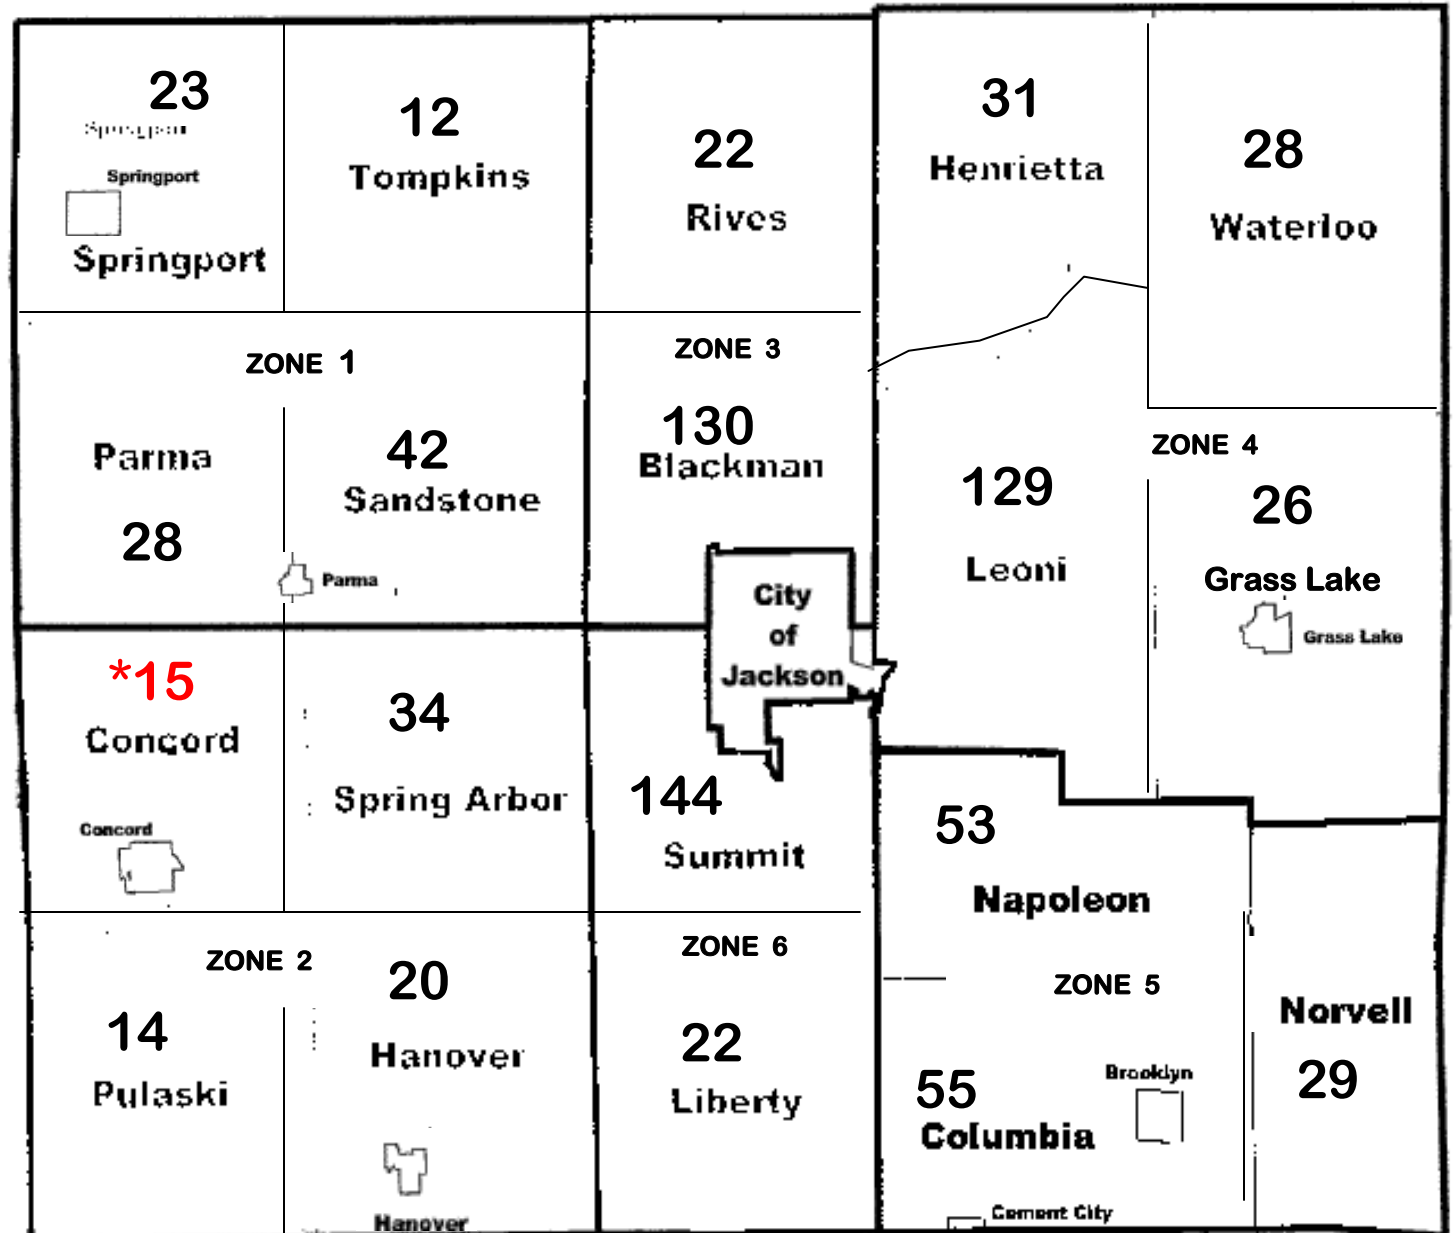 23
Springport
Springport
Springport
12
Tompkins
22
Rives
31
Henrietta
28
Waterloo
ZONE 1
ZONE 3
Parma
28
42
Sandstone
Parma
130
Blackman
ZONE 4
129
Leoni
26
Grass Lake
Grass Lake
City
of
Jackson
*15
Concord
Concord
34
Spring Arbor
144
Summit
53
Napoleon
ZONE 2
20
Hanover
Hanover
14
Pulaski
ZONE 6
22
Liberty
ZONE 5
55
Columbia
Brooklyn
Cement City
Norvell
29